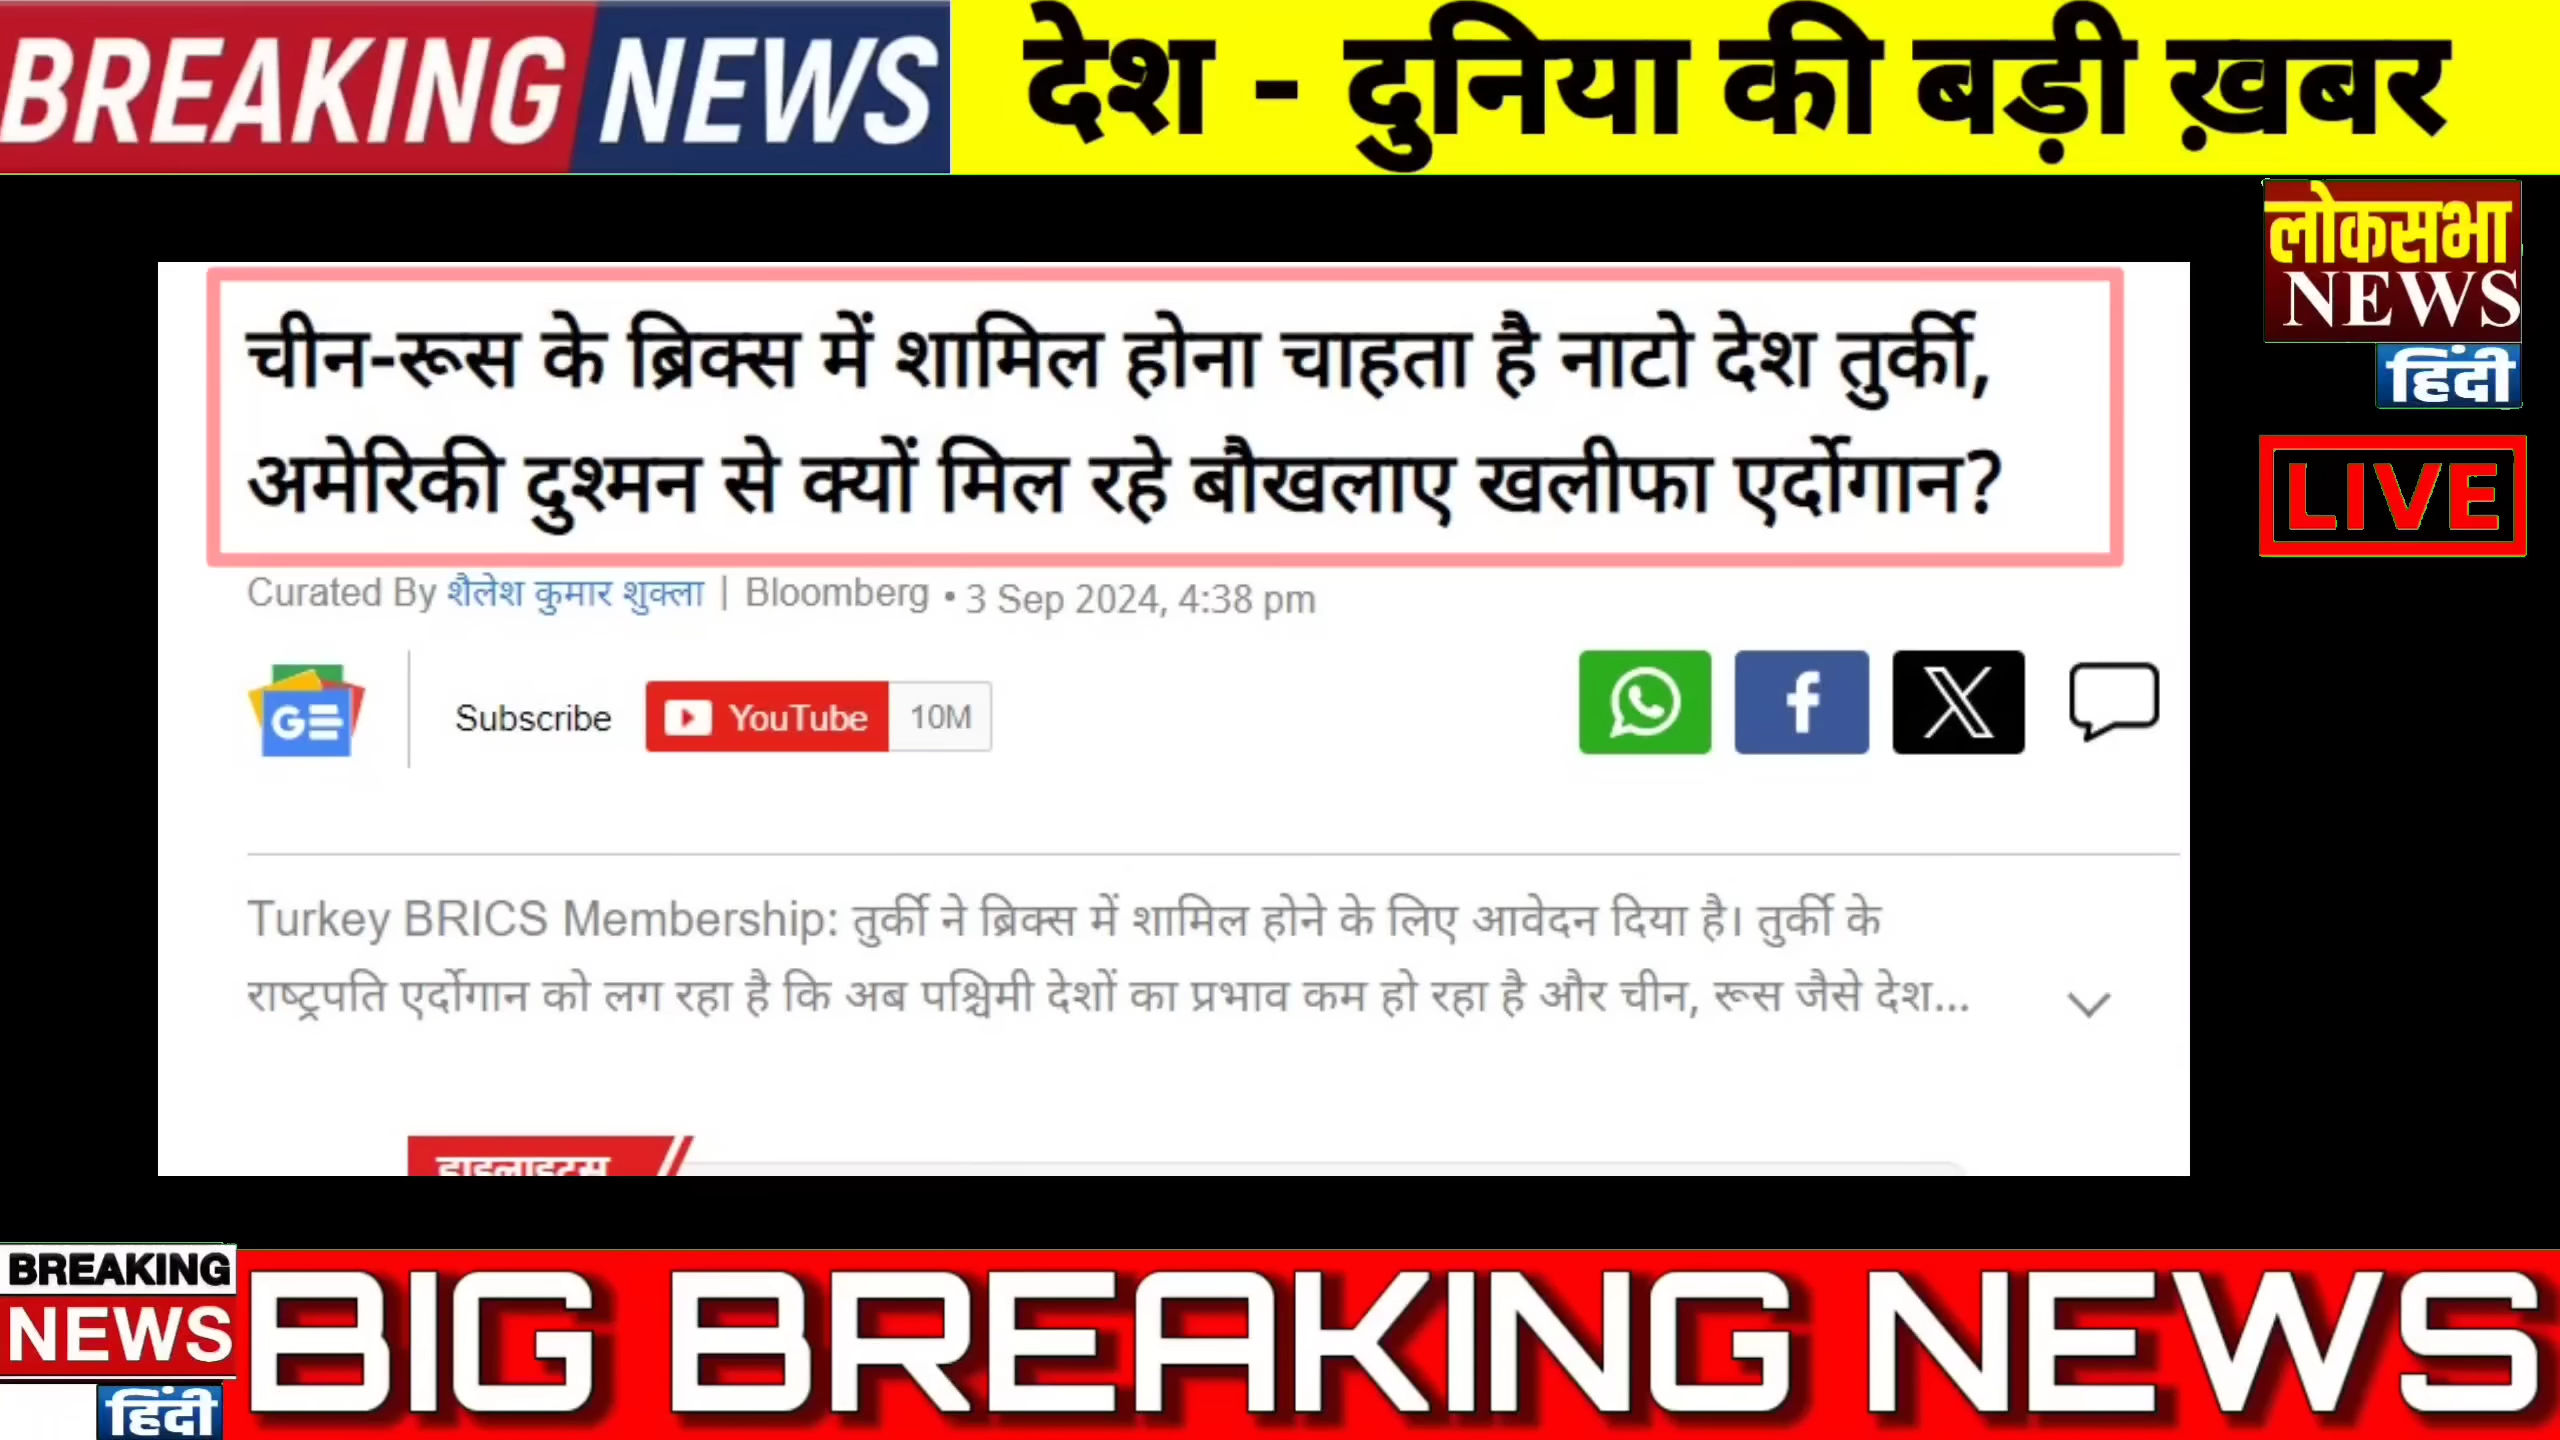 BREAKING NEWS देश - दुनिया की बड़ी ख़बर
लोकसभा
NEWS
हिंदी
LIVE
चीन-रूस के ब्रिक्स में शामिल होना चाहता है नाटो देश तुर्की,
अमेरिकी दुश्मन से क्यों मिल रहे बौखलाए खलीफा एर्दोगान?
Curated By शैलेश कुमार शुक्ला | Bloomberg • 3 Sep 2024, 4:38 pm
Subscribe YouTube 10M
Turkey BRICS Membership: तुर्की ने ब्रिक्स में शामिल होने के लिए आवेदन दिया है। तुर्की के
राष्ट्रपति एर्दोगान को लग रहा है कि अब पश्चिमी देशों का प्रभाव कम हो रहा है और चीन, रूस जैसे देश...
हाइलाइट्स
BREAKING
NEWS
हिंदी
BIG BREAKING NEWS